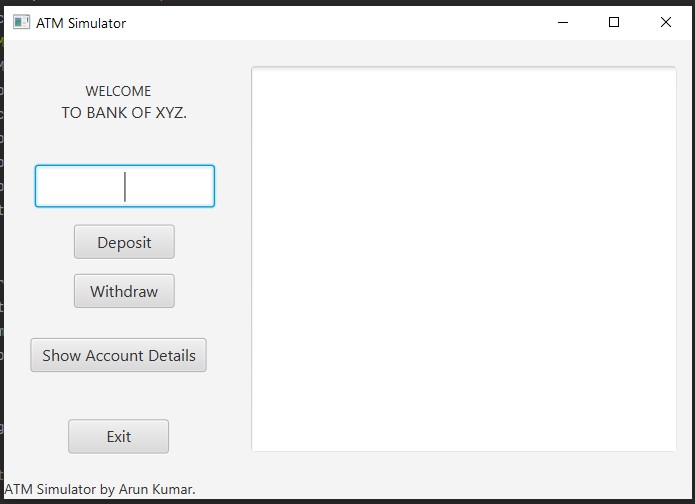 ATM Simulator
WELCOME
TO BANK OF XYZ.
Deposit
Withdraw
Show Account Details
Exit
ATM Simulator by Arun Kumar.